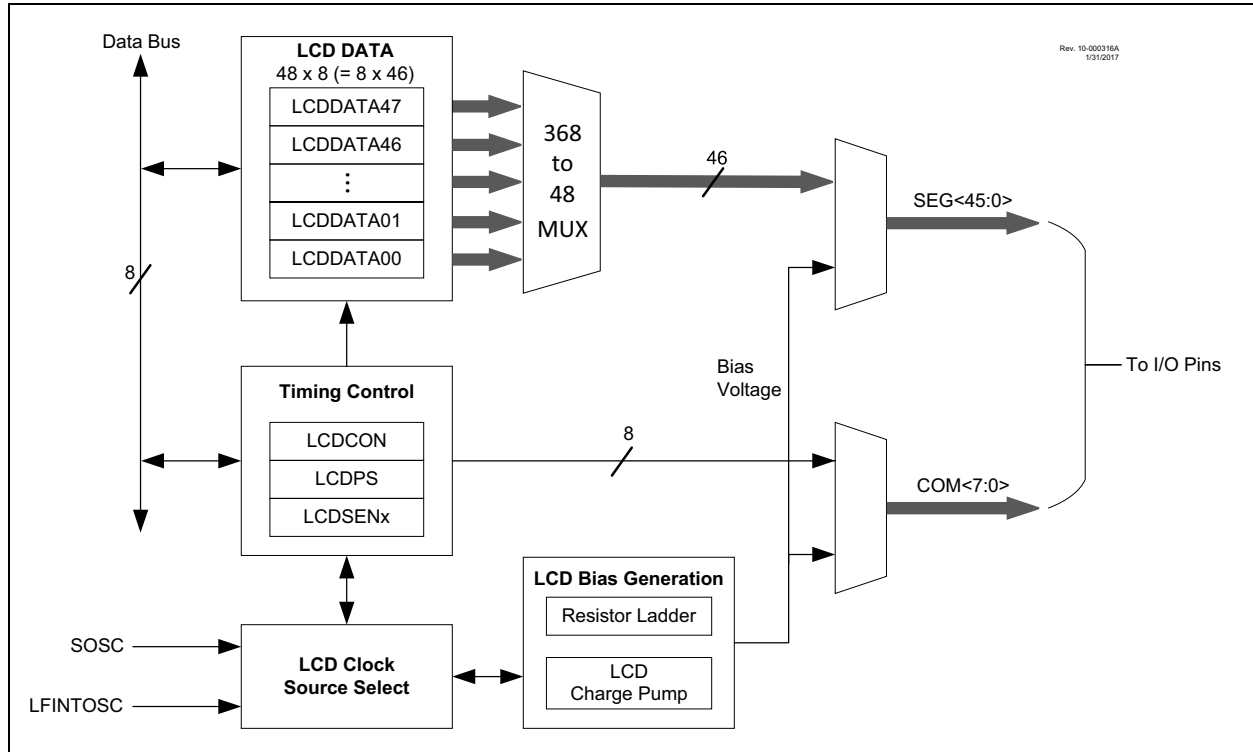 Data Bus
LCD DATA
48 x 8 (= 8 x 46)
LCDDATA47
LCDDATA46
⋮
LCDDATA01
LCDDATA00
8
368
to
48
MUX
46
Rev. 10-000316A
1/31/2017
SEG<45:0>
Timing Control
LCDCON
LCDPS
LCDSENx
8
Bias
Voltage
To I/O Pins
COM<7:0>
LCD Bias Generation
Resistor Ladder
LCD
Charge Pump
SOSC
LFINTOSC
LCD Clock
Source Select